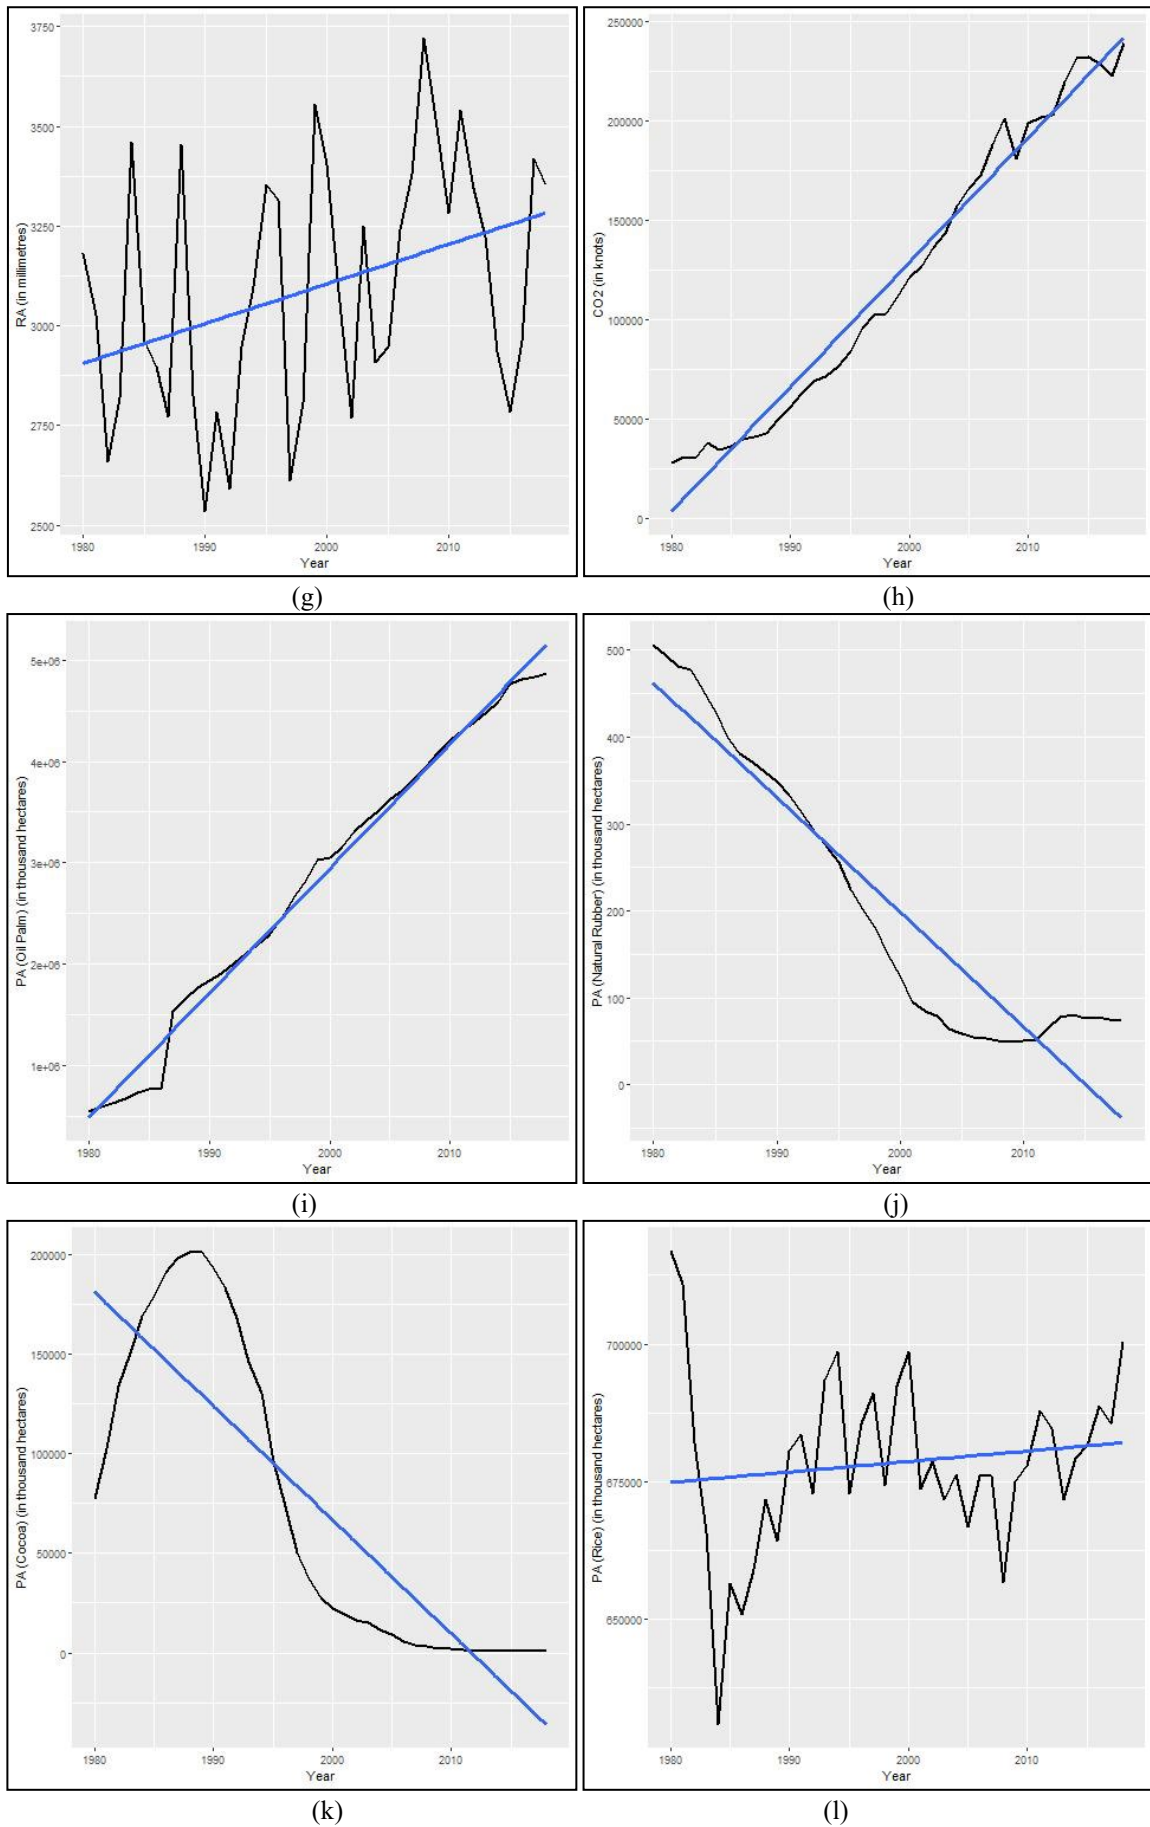 3750
3500
3250
3000
2750
2500
RA (in millimetres)
1980 1990 2000 2010
Year
(g)
250000
200000
150000
100000
50000
0
CO2 (in knots)
1980 1990 2000 2010
Year
(h)
5e+06
4e+06
3e+06
2e+06
1e+06
PA (Oil Palm) (in thousand hectares)
1980 1990 2000 2010
Year
(i)
500
400
300
200
100
0
PA (Natural Rubber) (in thousand hectares)
1980 1990 2000 2010
Year
(j)
200000
150000
100000
50000
0
PA (Cocoa) (in thousand hectares)
1980 1990 2000 2010
Year
(k)
700000
675000
650000
PA (Rice) (in thousand hectares)
1980 1990 2000 2010
Year
(l)